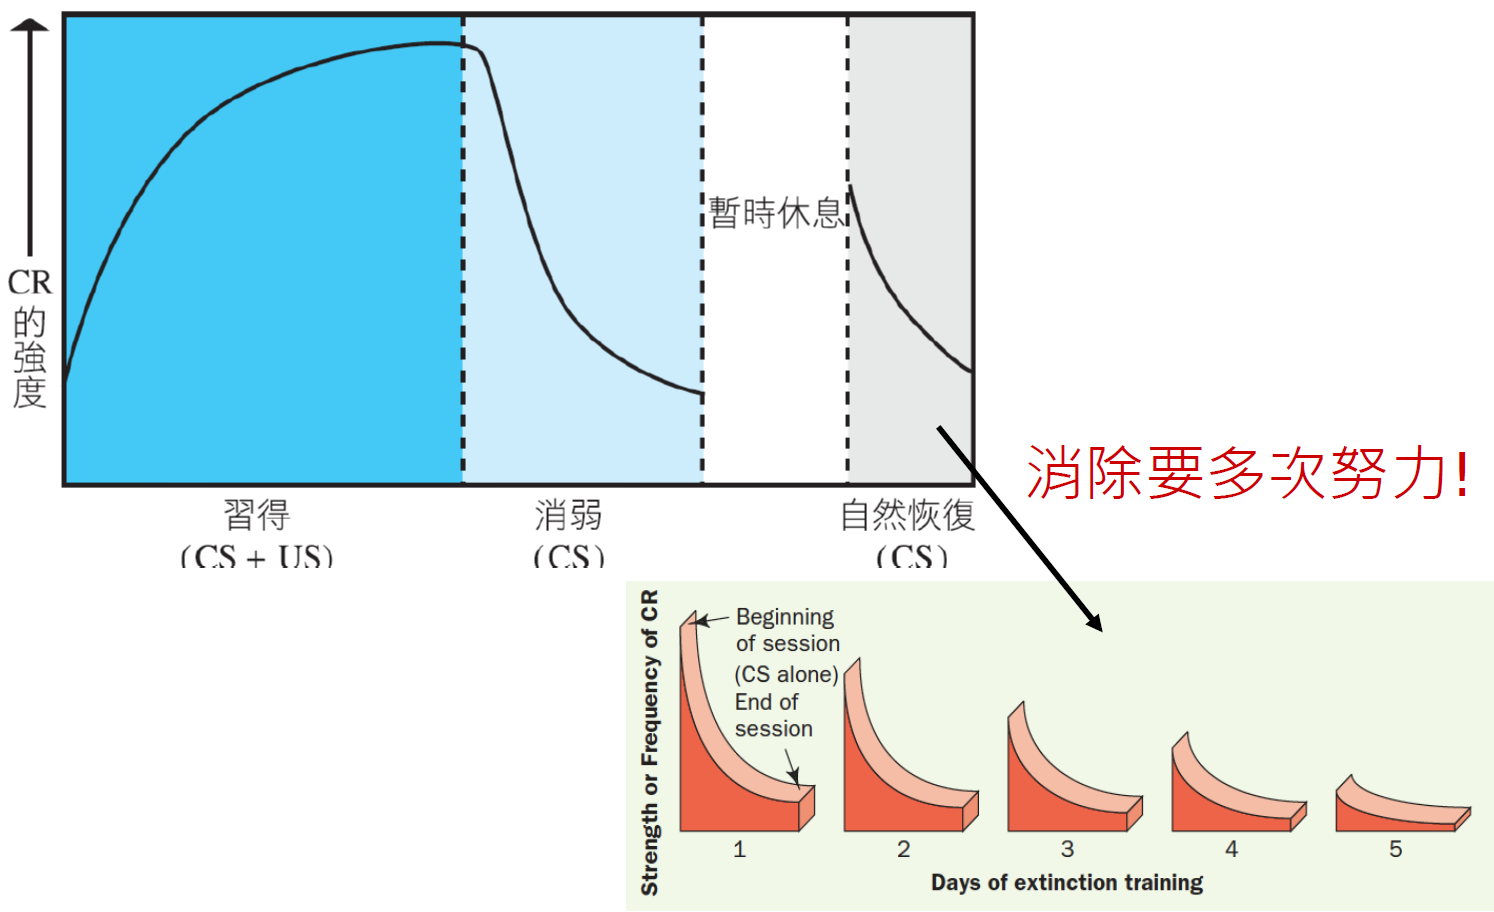 CR
的
強
度
暫時休息
習得
(CS + US)
消弱
(CS)
自然恢復
(CS)
消除要多次努力!
Strength or Frequency of CR
Beginning
of session
(CS alone)
End of
session
1
2
3
4
5
Days of extinction training